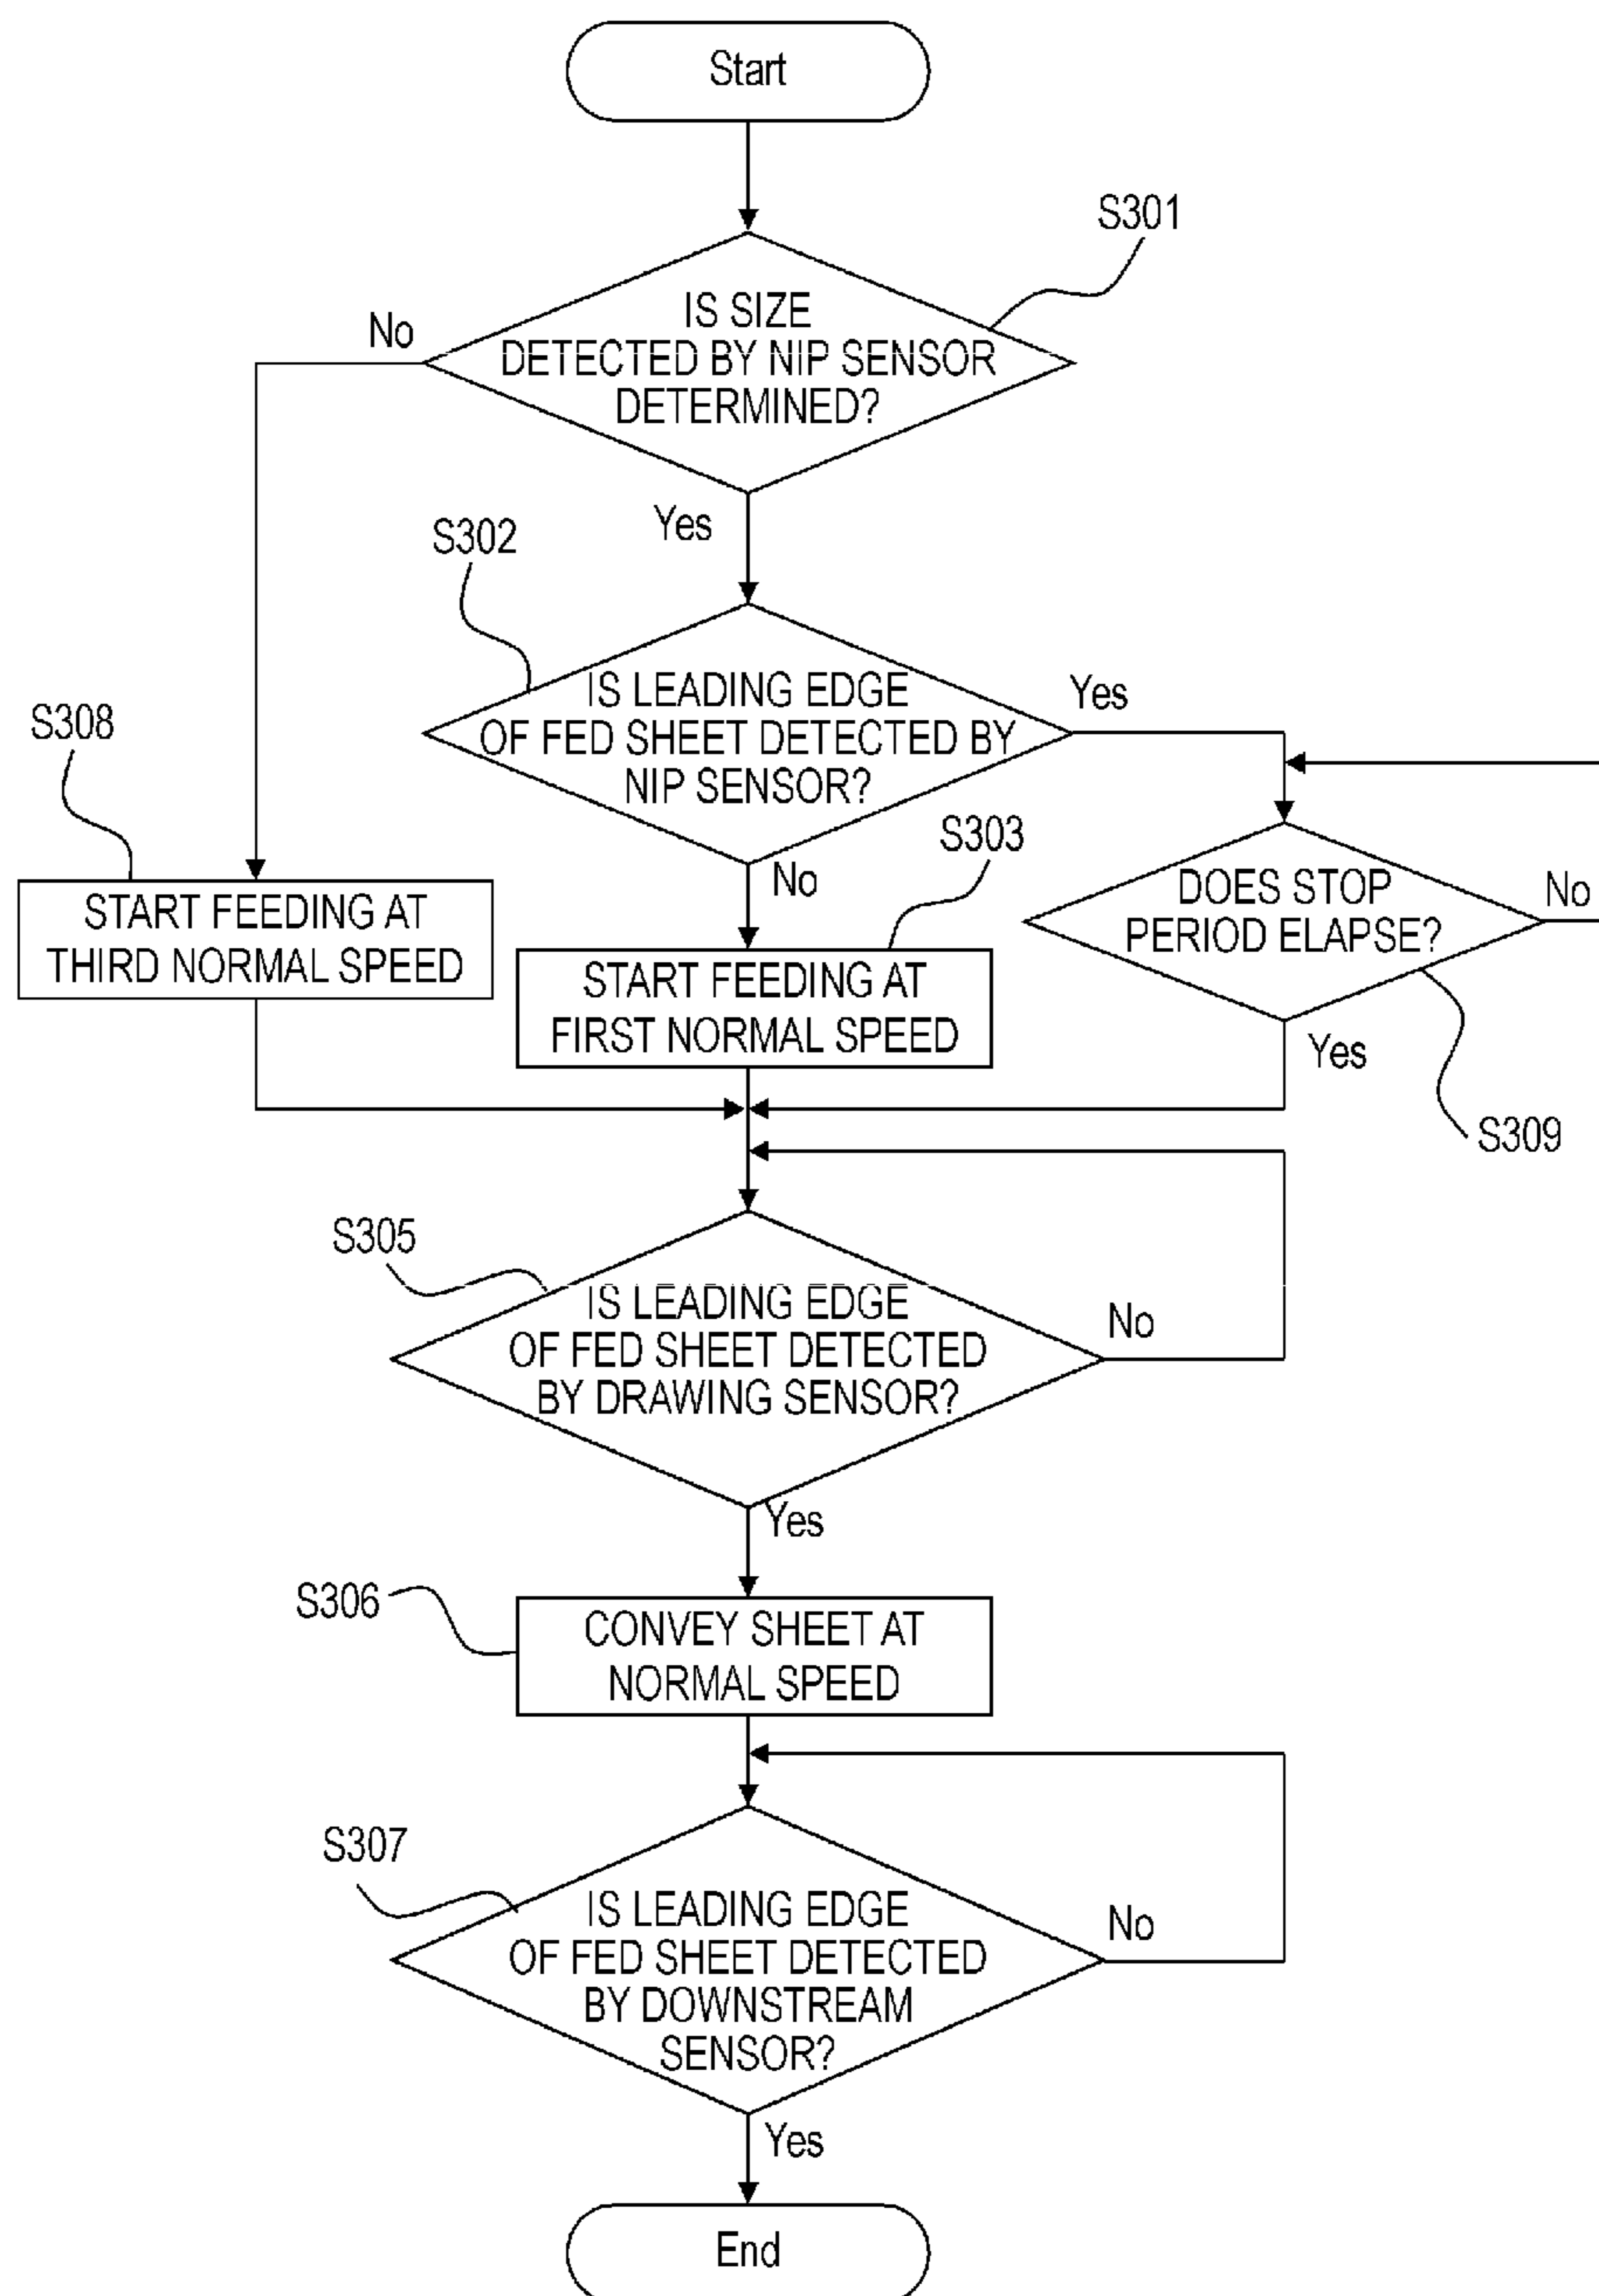 Start
S301
IS SIZE
DETECTED BY NIP SENSOR
DETERMINED?
No
Yes
S302
IS LEADING EDGE
OF FED SHEET DETECTED BY
NIP SENSOR?
Yes
No
S308
START FEEDING AT
THIRD NORMAL SPEED
S303
START FEEDING AT
FIRST NORMAL SPEED
DOES STOP
PERIOD ELAPSE?
No
Yes
S309
S305
IS LEADING EDGE
OF FED SHEET DETECTED
BY DRAWING SENSOR?
No
Yes
S306
CONVEY SHEET AT
NORMAL SPEED
S307
IS LEADING EDGE
OF FED SHEET DETECTED
BY DOWNSTREAM
SENSOR?
No
Yes
End